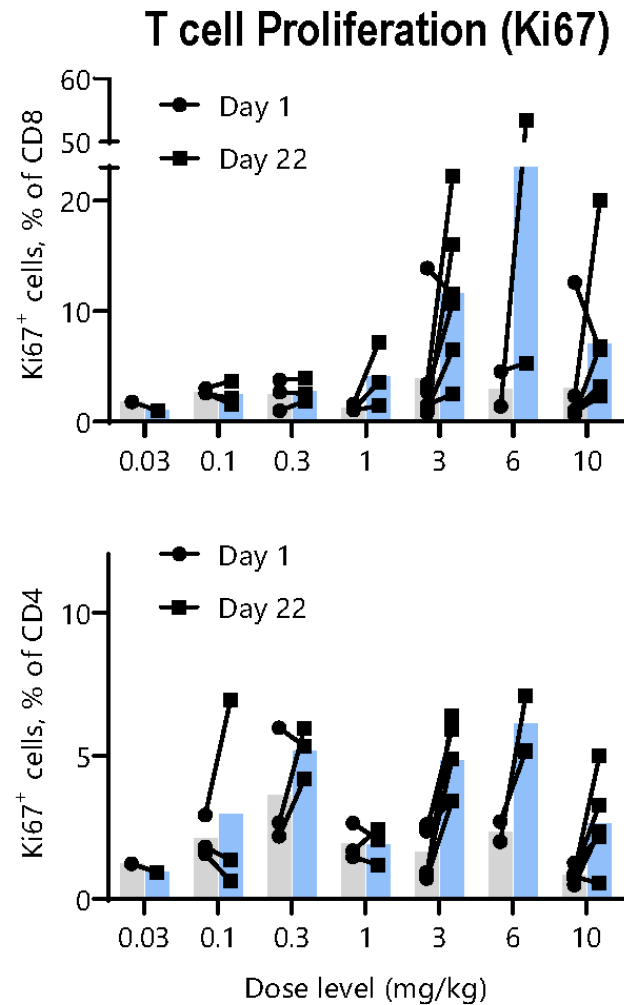 T cell Proliferation (Ki67)
Ki67⁺ cells, % of CD8
60
50
20
10
0
Day 1
Day 22
0.03 0.1 0.3 1 3 6 10
Ki67⁺ cells, % of CD4
10
5
0
Day 1
Day 22
0.03 0.1 0.3 1 3 6 10
Dose level (mg/kg)